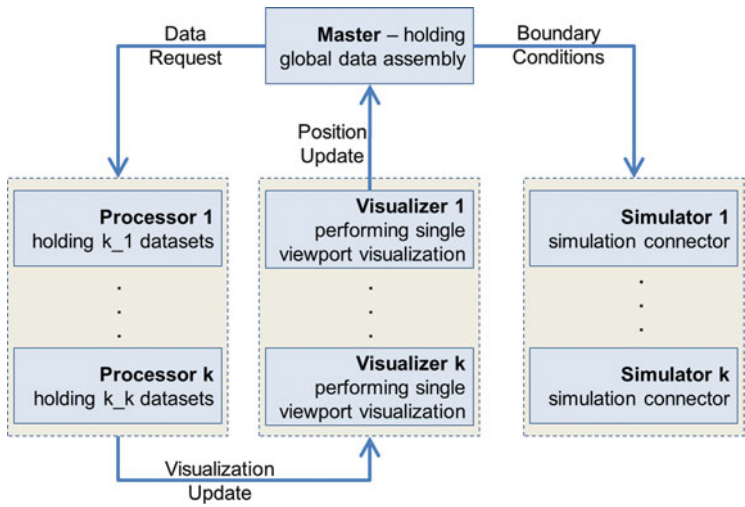 Data
Request
Master – holding
global data assembly
Boundary
Conditions
Position
Update
Processor 1
holding k_1 datasets
.
.
.
Processor k
holding k_k datasets
Visualizer 1
performing single
viewport visualization
.
.
.
Visualizer k
performing single
viewport visualization
Simulator 1
simulation connector
.
.
.
Simulator k
simulation connector
Visualization
Update